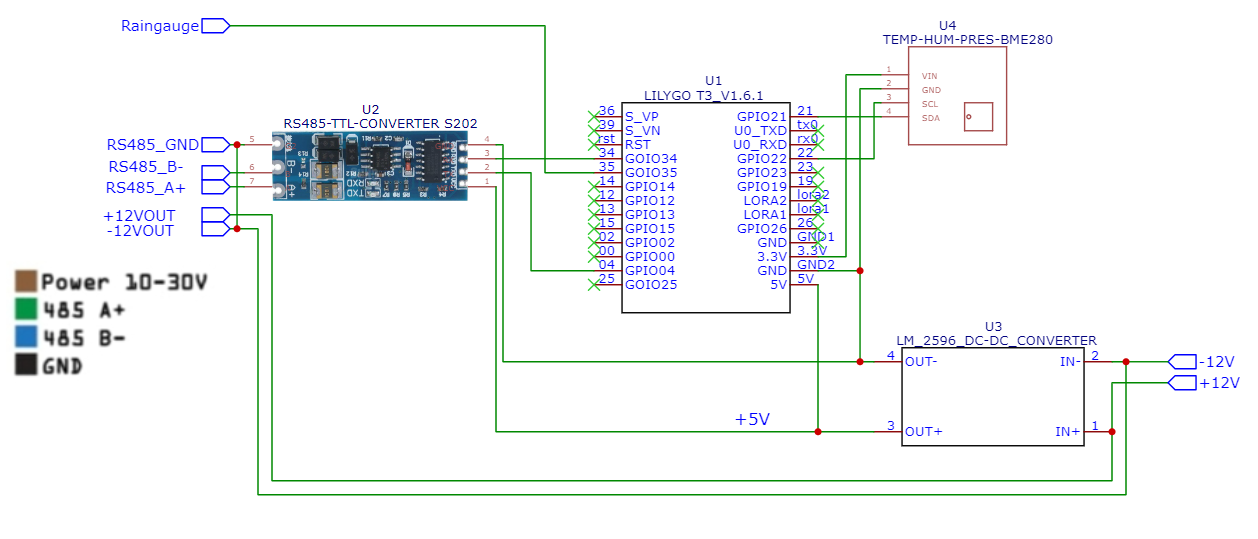 Raingauge
U2
RS485-TTL-CONVERTER S202
RS485_GND
RS485_B-
RS485_A+
+12VOUT
-12VOUT
5
6
7
4
3
2
1
B-
A+
RXD
TXD
Power 10-30V
485 A+
485 B-
GND
U1
LILYGO T3_V1.6.1
36 S_VP
39 S_VN
rst RST
34 GOIO34
35 GOIO35
14 GPIO14
12 GPIO12
13 GPIO13
15 GPIO15
02 GPIO02
00 GPIO00
04 GPIO04
25 GOIO25
GPIO21 21
U0_TXD tx0
U0_RXD rx0
GPIO22 22
GPIO23 23
GPIO19 19
LORA2 lora2
LORA1 lora1
GPIO26 26
GND GND1
3.3V 3.3V
GND GND2
5V 5V
U4
TEMP-HUM-PRES-BME280
1 VIN
2 GND
3 SCL
4 SDA
U3
LM_2596_DC-DC_CONVERTER
4 OUT-
3 OUT+
IN- 2
IN+ 1
-12V
+12V
+5V